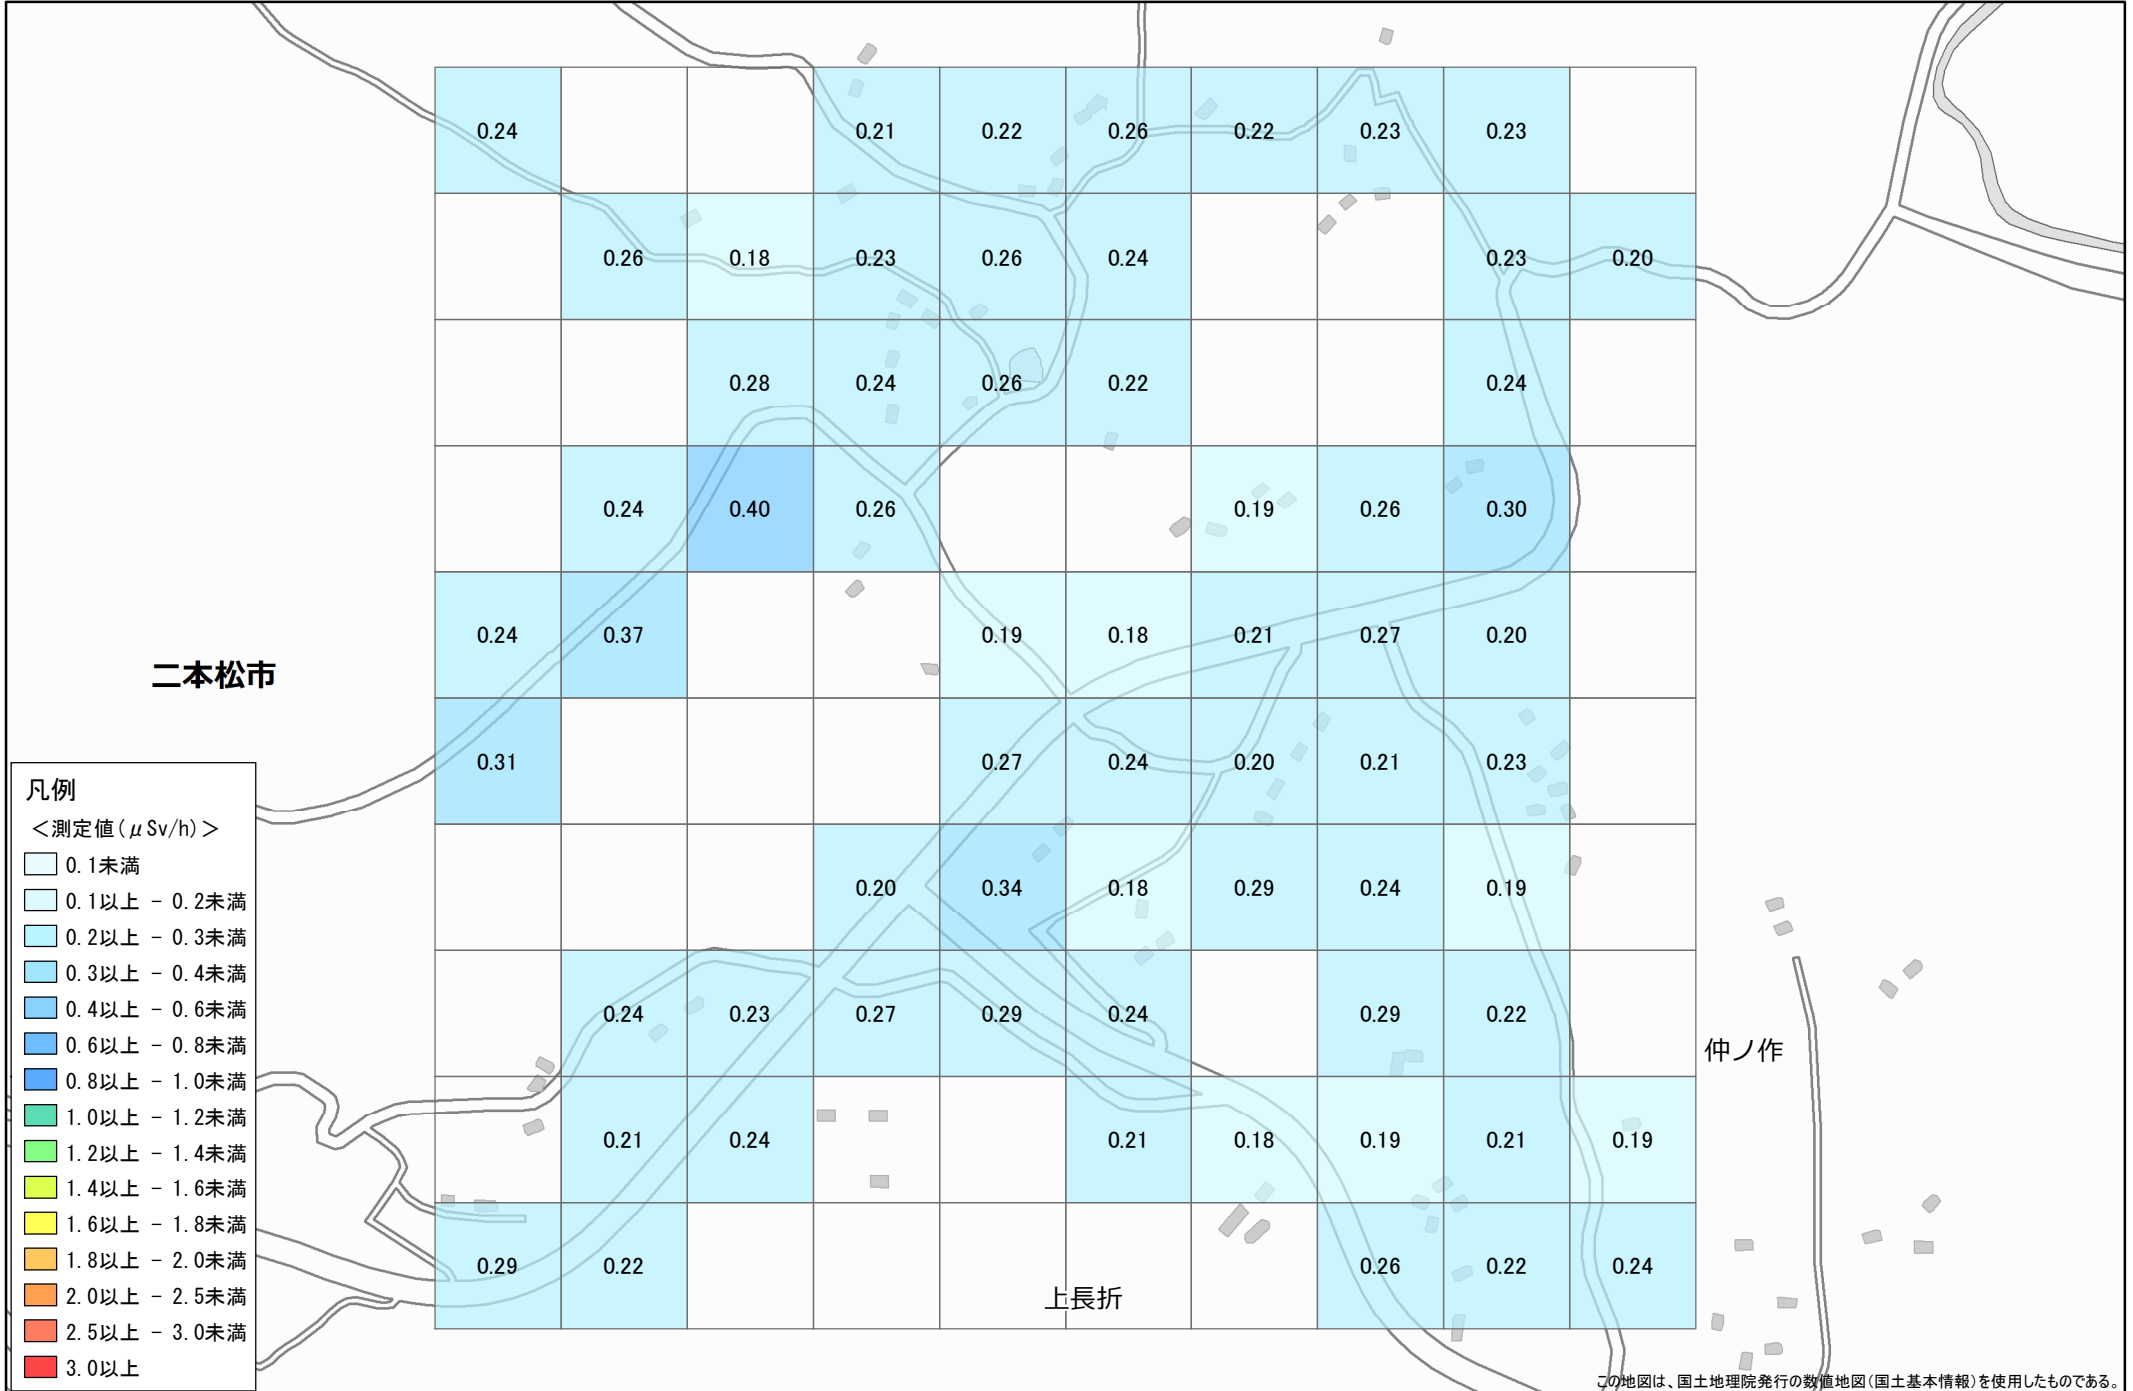 0.24 0.21 0.22 0.26 0.22 0.23 0.23
0.26 0.18 0.23 0.26 0.24 0.23 0.20
0.28 0.24 0.26 0.22 0.24
0.24 0.40 0.26 0.19 0.26 0.30
0.24 0.37 0.19 0.18 0.21 0.27 0.20
二本松市
0.31 0.27 0.24 0.20 0.21 0.23
0.20 0.34 0.18 0.29 0.24 0.19
0.24 0.23 0.27 0.29 0.24 0.29 0.22
仲ノ作
0.21 0.24 0.21 0.18 0.19 0.21 0.19
0.29 0.22 0.26 0.22 0.24
上長折
凡例
＜測定値(μSv/h)＞
0.1未満
0.1以上 - 0.2未満
0.2以上 - 0.3未満
0.3以上 - 0.4未満
0.4以上 - 0.6未満
0.6以上 - 0.8未満
0.8以上 - 1.0未満
1.0以上 - 1.2未満
1.2以上 - 1.4未満
1.4以上 - 1.6未満
1.6以上 - 1.8未満
1.8以上 - 2.0未満
2.0以上 - 2.5未満
2.5以上 - 3.0未満
3.0以上
この地図は、国土地理院発行の数値地図(国土基本情報)を使用したものである。